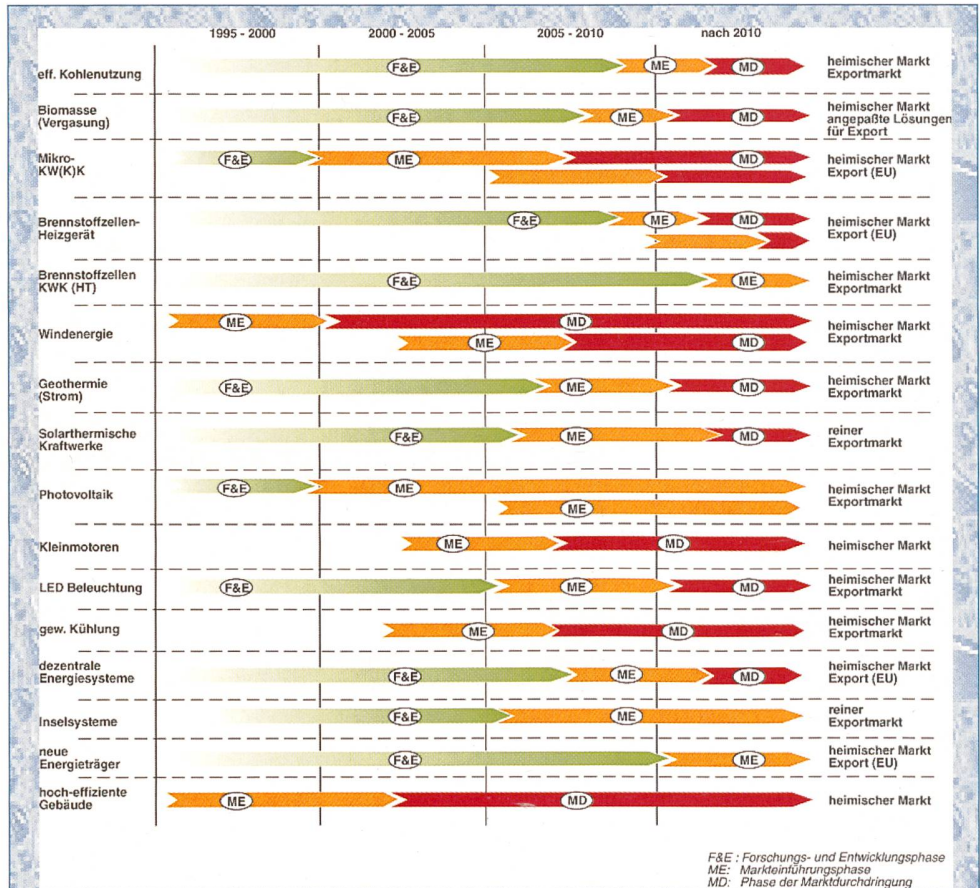 1995 - 2000 2000 - 2005 2005 - 2010 nach 2010
eff. Kohlenutzung F&E ME MD heimischer Markt
Exportmarkt
Biomasse
(Vergasung) F&E ME MD heimischer Markt
angepaßte Lösungen
für Export
Mikro-
KW(K)K F&E ME MD heimischer Markt
Export (EU)
Brennstoffzellen-
Heizgerät F&E ME MD heimischer Markt
Export (EU)
Brennstoffzellen
KWK (HT) F&E ME heimischer Markt
Exportmarkt
Windenergie ME MD heimischer Markt
ME MD Exportmarkt
Geothermie
(Strom) F&E ME MD heimischer Markt
Exportmarkt
Solarthermische
Kraftwerke F&E ME MD reiner
Exportmarkt
Photovoltaik F&E ME heimischer Markt
ME Exportmarkt
Kleinmotoren ME MD heimischer Markt
LED Beleuchtung F&E ME MD heimischer Markt
Exportmarkt
gew. Kühlung ME MD heimischer Markt
Exportmarkt
dezentrale
Energiesysteme F&E ME MD heimischer Markt
Export (EU)
Inselsysteme F&E ME reiner
Exportmarkt
neue
Energieträger F&E ME heimischer Markt
Export (EU)
hoch-effiziente
Gebäude ME MD heimischer Markt
F&E : Forschungs- und Entwicklungsphase
ME: Markteinführungsphase
MD: Phase der Marktdurchdringung